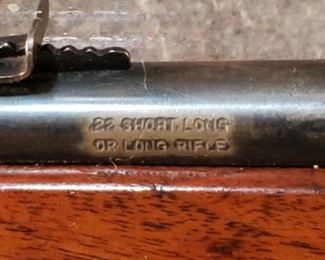 .22 SHORT, LONG
OR LONG RIFLE